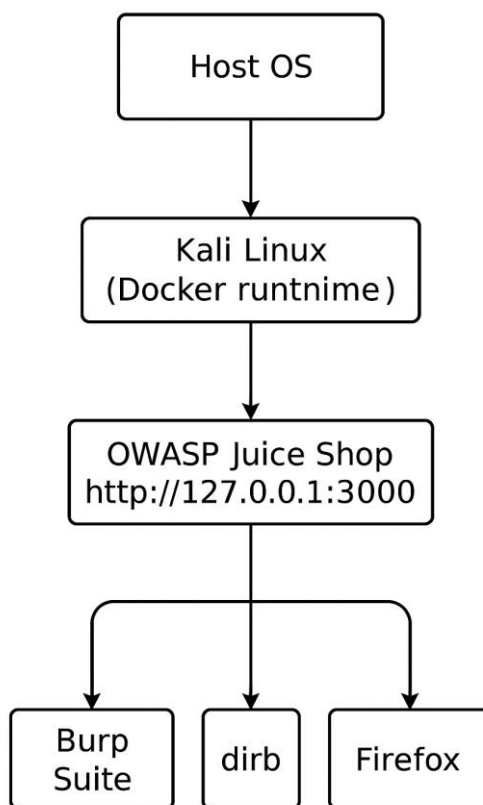 Host OS
Kali Linux
(Docker runtnime)
OWASP Juice Shop
http://127.0.0.1:3000
Burp
Suite
dirb
Firefox